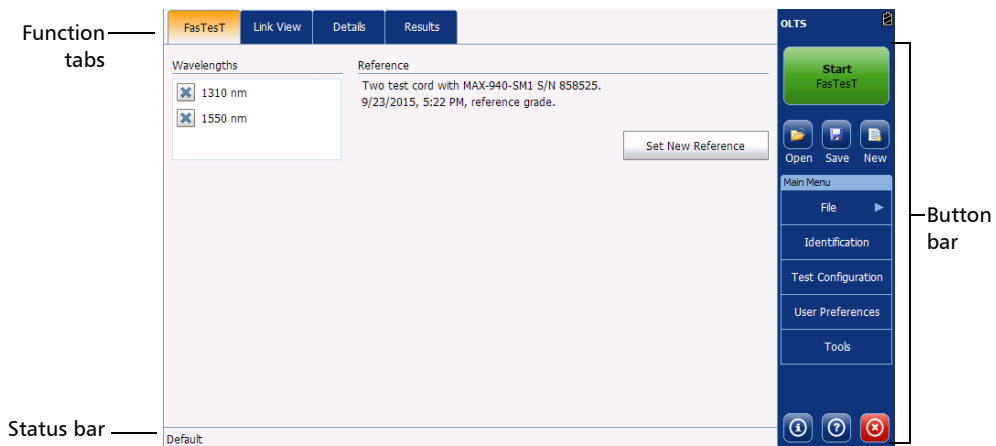 Function tabs
FasTesT Link View Details Results
OLTS
Wavelengths
1310 nm
1550 nm
Reference
Two test cord with MAX-940-SM1 S/N 858525.
9/23/2015, 5:22 PM, reference grade.
Set New Reference
Start
FasTesT
Open Save New
Main Menu
File
Identification
Test Configuration
User Preferences
Tools
Button bar
Status bar
Default